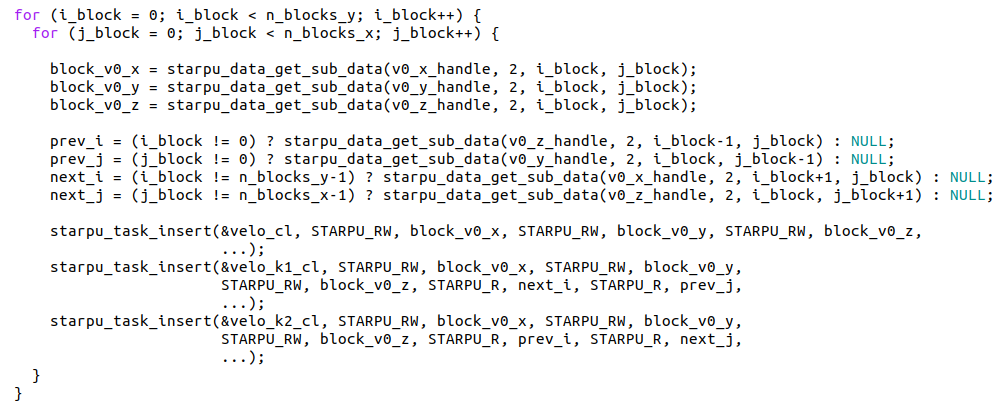 for (i_block = 0; i_block < n_blocks_y; i_block++) {
  for (j_block = 0; j_block < n_blocks_x; j_block++) {

    block_v0_x = starpu_data_get_sub_data(v0_x_handle, 2, i_block, j_block);
    block_v0_y = starpu_data_get_sub_data(v0_y_handle, 2, i_block, j_block);
    block_v0_z = starpu_data_get_sub_data(v0_z_handle, 2, i_block, j_block);

    prev_i = (i_block != 0) ? starpu_data_get_sub_data(v0_z_handle, 2, i_block-1, j_block) : NULL;
    prev_j = (j_block != 0) ? starpu_data_get_sub_data(v0_y_handle, 2, i_block, j_block-1) : NULL;
    next_i = (i_block != n_blocks_y-1) ? starpu_data_get_sub_data(v0_x_handle, 2, i_block+1, j_block) : NULL;
    next_j = (j_block != n_blocks_x-1) ? starpu_data_get_sub_data(v0_z_handle, 2, i_block, j_block+1) : NULL;

    starpu_task_insert(&velo_cl, STARPU_RW, block_v0_x, STARPU_RW, block_v0_y, STARPU_RW, block_v0_z,
                       ...);
    starpu_task_insert(&velo_k1_cl, STARPU_RW, block_v0_x, STARPU_RW, block_v0_y,
                       STARPU_RW, block_v0_z, STARPU_R, next_i, STARPU_R, prev_j,
                       ...);
    starpu_task_insert(&velo_k2_cl, STARPU_RW, block_v0_x, STARPU_RW, block_v0_y,
                       STARPU_RW, block_v0_z, STARPU_R, prev_i, STARPU_R, next_j,
                       ...);
  }
}